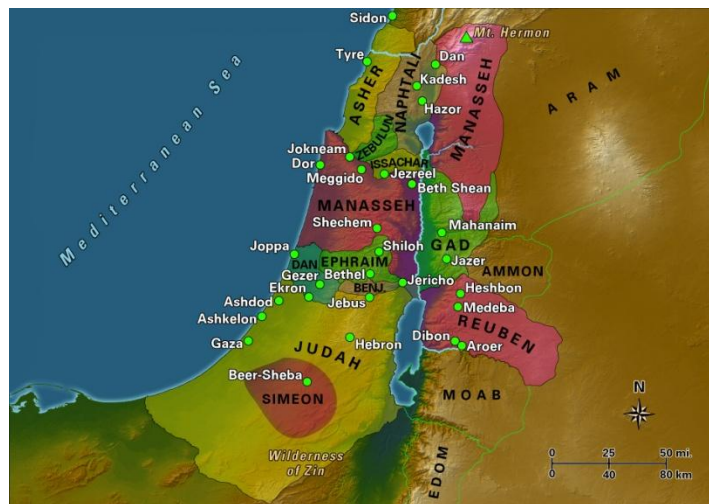 Sidon
Mt. Hermon
Tyre
Dan
ASHER
NAPHTALI
Kadesh
MANASSEH
ARAM
Hazor
Mediterranean Sea
ZEBULUN
Jokneam
Dor
ISSACHAR
Meggido
Jezreel
Beth Shean
MANASSEH
Shechem
Mahanaim
Joppa
Shiloh
GAD
DAN
EPHRAIM
Jazer
Gezer
Bethel
AMMON
Ekron
BENJ.
Jericho
Heshbon
Ashdod
Jebus
Medeba
Ashkelon
REUBEN
Gaza
JUDAH
Hebron
Dibon
Aroer
Beer-Sheba
SIMEON
MOAB
N
Wilderness
of Zin
EDOM
0 25 50 mi.
0 40 80 km